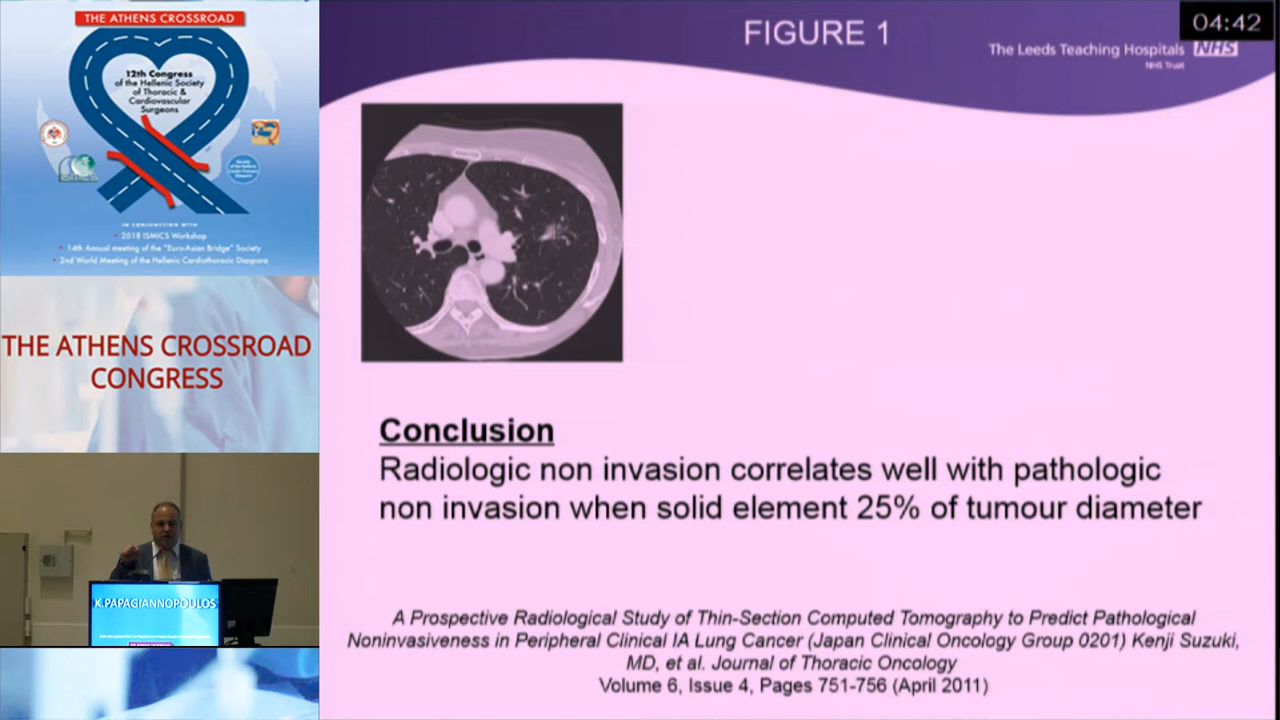 THE ATHENS CROSSROAD
12th Congress
of the Hellenic Society
of Thoracic &
Cardiovascular
Surgeons
IN CONJUNCTION WITH
• 2018 ISMICS Workshop
• 14th Annual meeting of the "Euro-Asian Bridge" Society
• 2nd World Meeting of the Hellenic Cardiothoracic Diaspora
THE ATHENS CROSSROAD
CONGRESS
K.PAPAGIANNOPOULOS
FIGURE 1
04:42
The Leeds Teaching Hospitals NHS
NHS Trust
Conclusion
Radiologic non invasion correlates well with pathologic
non invasion when solid element 25% of tumour diameter
A Prospective Radiological Study of Thin-Section Computed Tomography to Predict Pathological
Noninvasiveness in Peripheral Clinical IA Lung Cancer (Japan Clinical Oncology Group 0201) Kenji Suzuki,
MD, et al. Journal of Thoracic Oncology
Volume 6, Issue 4, Pages 751-756 (April 2011)